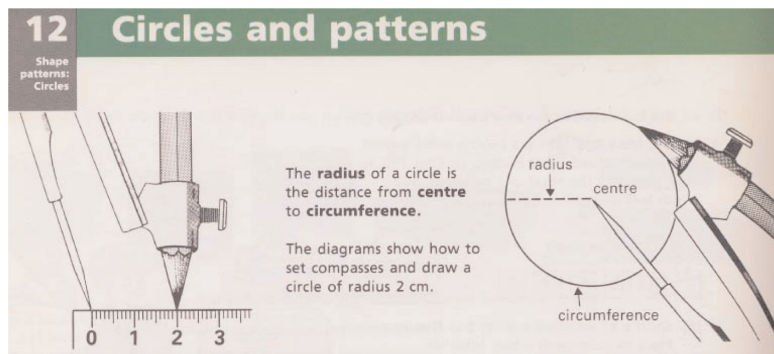 12
Circles and patterns
Shape
patterns:
Circles
The radius of a circle is
the distance from centre
to circumference.
The diagrams show how to
set compasses and draw a
circle of radius 2 cm.
0 1 2 3
radius
centre
circumference